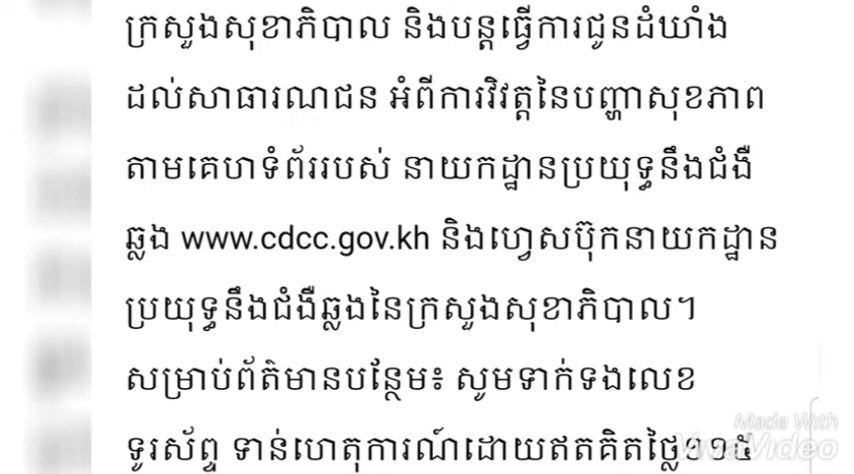 ក្រសួងសុខាភិបាល និងបន្តធ្វើការជូនដំឃាំង
ដល់សាធារណជន អំពីការវិវត្តនៃបញ្ហាសុខភាព
តាមគេហទំព័ររបស់ នាយកដ្ឋានប្រយុទ្ធនឹងជំងឺ
ឆ្លង www.cdcc.gov.kh និងហ្វេសប៊ុកនាយកដ្ឋាន
ប្រយុទ្ធនឹងជំងឺឆ្លងនៃក្រសួងសុខាភិបាល។
សម្រាប់ព័ត៌មានបន្ថែម៖ សូមទាក់ទងលេខ
ទូរស័ព្ទ ទាន់ហេតុការណ៍ដោយឥតគិតថ្លៃ១១៥
Made With
VivaVideo